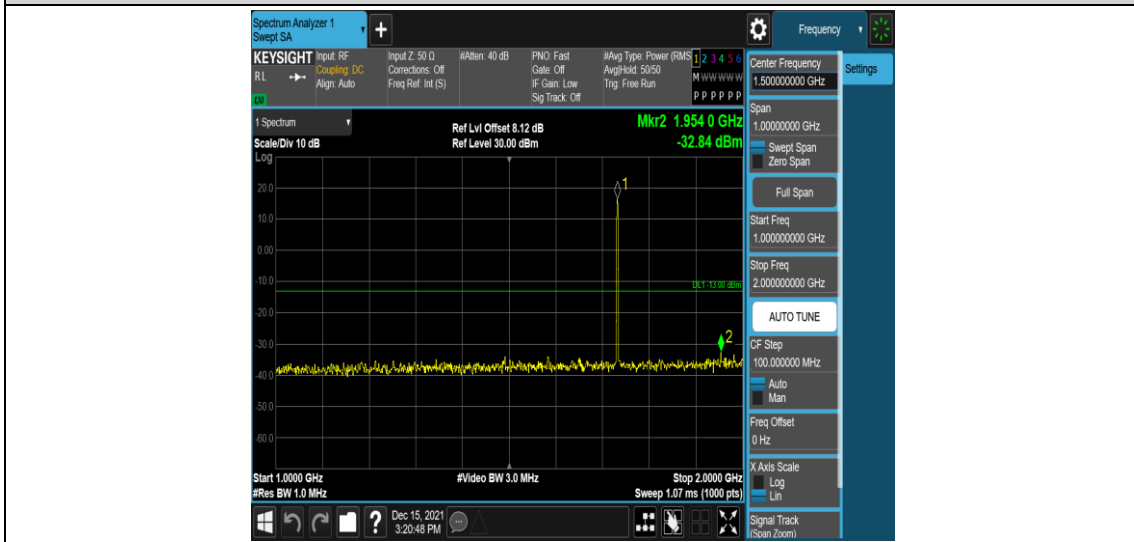 Spectrum Analyzer 1
Swept SA
+
Frequency
KEYSIGHT
RL
LXI
Input: RF
Coupling: DC
Align: Auto
Input Z: 50 Ω
Corrections: Off
Freq Ref: Int (S)
#Atten: 40 dB
PNO: Fast
Gate: Off
IF Gain: Low
Sig Track: Off
#Avg Type: Power (RMS
Avg|Hold: 50/50
Trig: Free Run
1 2 3 4 5 6
M W W W W W
P P P P P P
1 Spectrum
Scale/Div 10 dB
Ref Lvl Offset 8.12 dB
Ref Level 30.00 dBm
Mkr2 1.954 0 GHz
-32.84 dBm
Log
20.0
10.0
0.00
-10.0
-20.0
-30.0
-40.0
-50.0
-60.0
1
DL1 -13.00 dBm
2
Start 1.0000 GHz
#Res BW 1.0 MHz
#Video BW 3.0 MHz
Stop 2.0000 GHz
Sweep 1.07 ms (1000 pts)
Center Frequency
1.500000000 GHz
Settings
Span
1.00000000 GHz
Swept Span
Zero Span
Full Span
Start Freq
1.000000000 GHz
Stop Freq
2.000000000 GHz
AUTO TUNE
CF Step
100.000000 MHz
Auto
Man
Freq Offset
0 Hz
X Axis Scale
Log
Lin
Signal Track
(Span Zoom)
?
Dec 15, 2021
3:20:48 PM